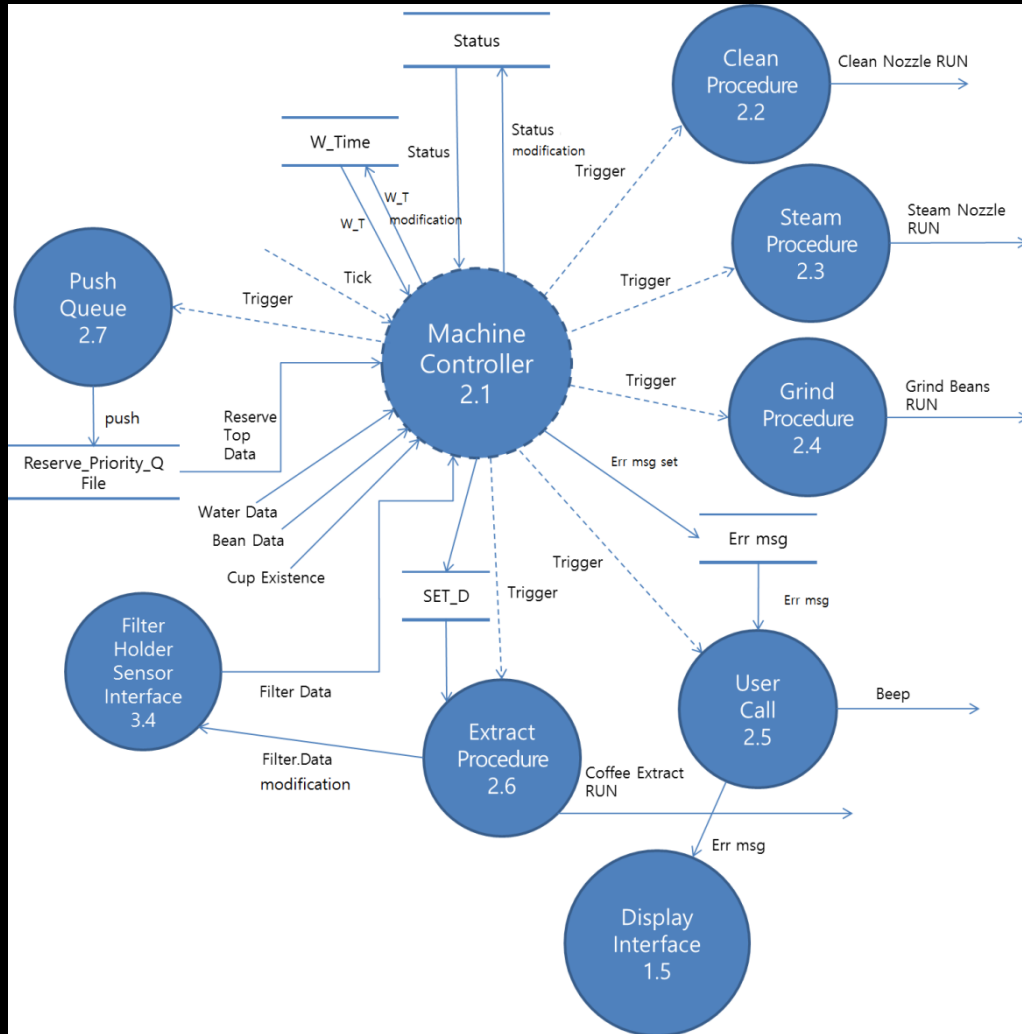 Status
Clean
Procedure
2.2
Clean Nozzle RUN
W_Time
Status
Status
modification
Trigger
W_T
W_T
modification
Steam
Procedure
2.3
Steam Nozzle
RUN
Push
Queue
2.7
Trigger
Tick
Trigger
Machine
Controller
2.1
Trigger
Grind
Procedure
2.4
Grind Beans
RUN
push
Reserve
Top
Data
Reserve_Priority_Q
File
Err msg set
Water Data
Bean Data
Cup Existence
Err msg
SET_D
Trigger
Trigger
Err msg
Filter
Holder
Sensor
Interface
3.4
Filter Data
User
Call
2.5
Beep
Filter.Data
modification
Extract
Procedure
2.6
Coffee Extract
RUN
Err msg
Display
Interface
1.5